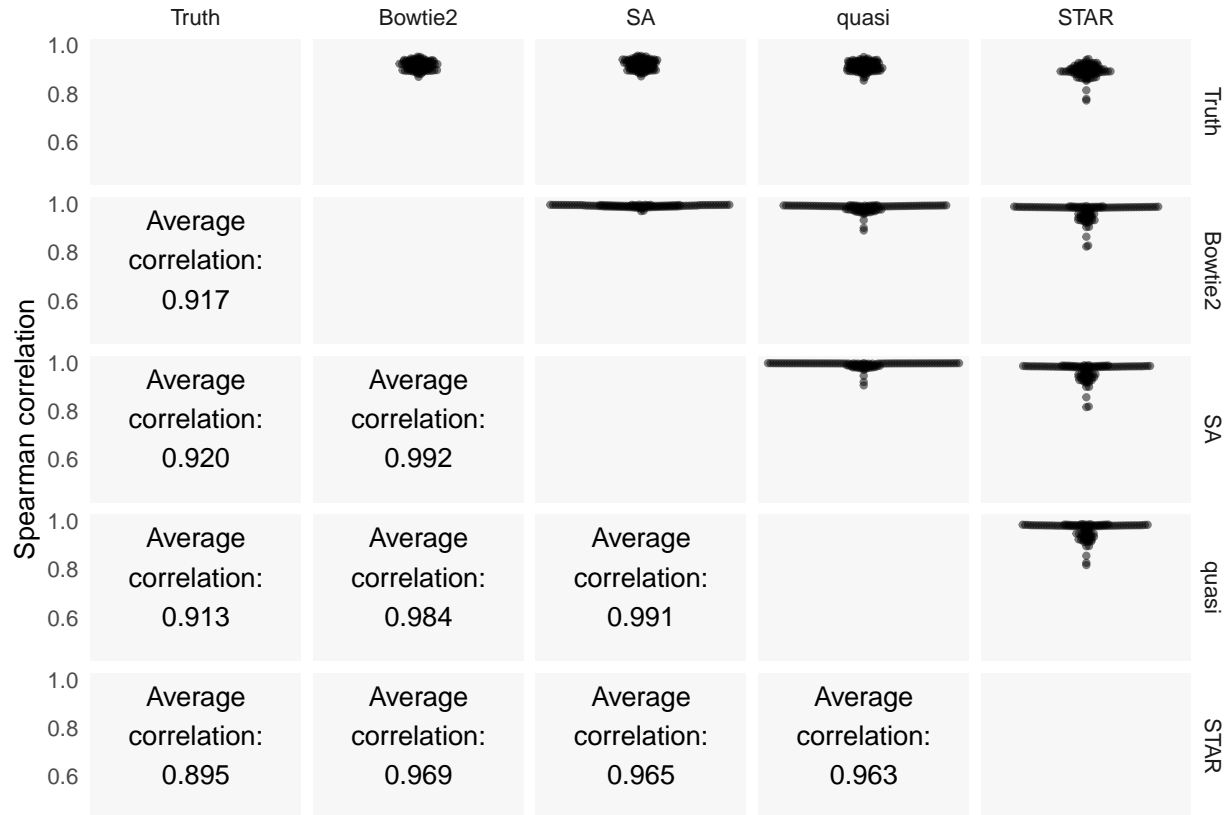 Truth Bowtie2 SA quasi STAR
1.0
0.8
0.6
Truth
1.0
0.8
0.6
Average
correlation:
0.917
Bowtie2
Spearman correlation
1.0
0.8
0.6
Average
correlation:
0.920
Average
correlation:
0.992
SA
1.0
0.8
0.6
Average
correlation:
0.913
Average
correlation:
0.984
Average
correlation:
0.991
quasi
1.0
0.8
0.6
Average
correlation:
0.895
Average
correlation:
0.969
Average
correlation:
0.965
Average
correlation:
0.963
STAR